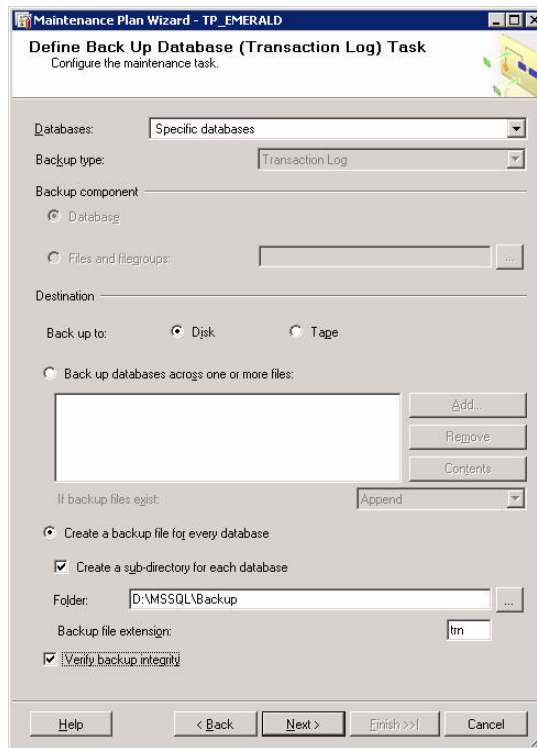 Maintenance Plan Wizard - TP_EMERALD
Define Back Up Database (Transaction Log) Task
Configure the maintenance task.
Databases: Specific databases
Backup type: Transaction Log
Backup component
Database
Files and filegroups: ...
Destination
Back up to: Disk Tape
Back up databases across one or more files:
Add...
Remove
Contents
If backup files exist: Append
Create a backup file for every database
Create a sub-directory for each database
Folder: D:\MSSQL\Backup ...
Backup file extension: trn
Verify backup integrity
Help < Back Next > Finish >>| Cancel